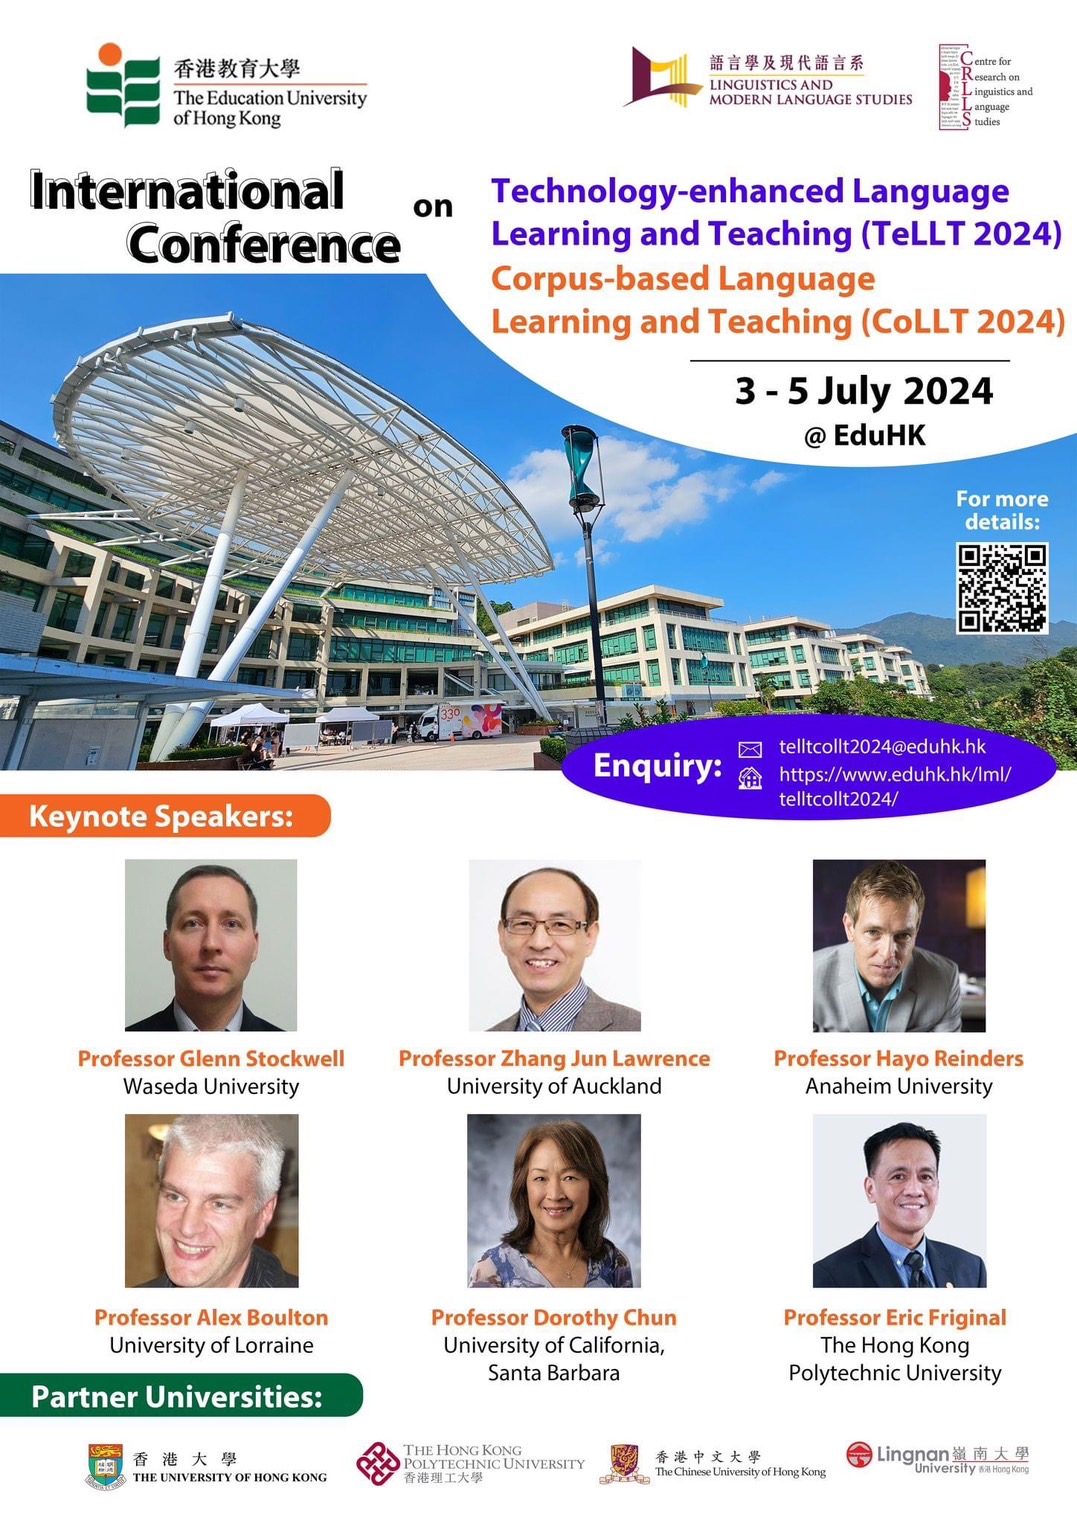 香港教育大學
The Education University
of Hong Kong
語言學及現代語言系
LINGUISTICS AND
MODERN LANGUAGE STUDIES
Centre for
Research on
Linguistics and
Language
Studies
International
Conference
on
Technology-enhanced Language
Learning and Teaching (TeLLT 2024)
Corpus-based Language
Learning and Teaching (CoLLT 2024)
3 - 5 July 2024
@ EduHK
For more
details:
330
Enquiry:
telltcollt2024@eduhk.hk
https://www.eduhk.hk/lml/
telltcollt2024/
Keynote Speakers:
Professor Glenn Stockwell
Waseda University
Professor Zhang Jun Lawrence
University of Auckland
Professor Hayo Reinders
Anaheim University
Professor Alex Boulton
University of Lorraine
Professor Dorothy Chun
University of California,
Santa Barbara
Professor Eric Friginal
The Hong Kong
Polytechnic University
Partner Universities:
香港大學
THE UNIVERSITY OF HONG KONG
THE HONG KONG
POLYTECHNIC UNIVERSITY
香港理工大學
香港中文大學
The Chinese University of Hong Kong
Lingnan 嶺南大學
University 香港 Hong Kong